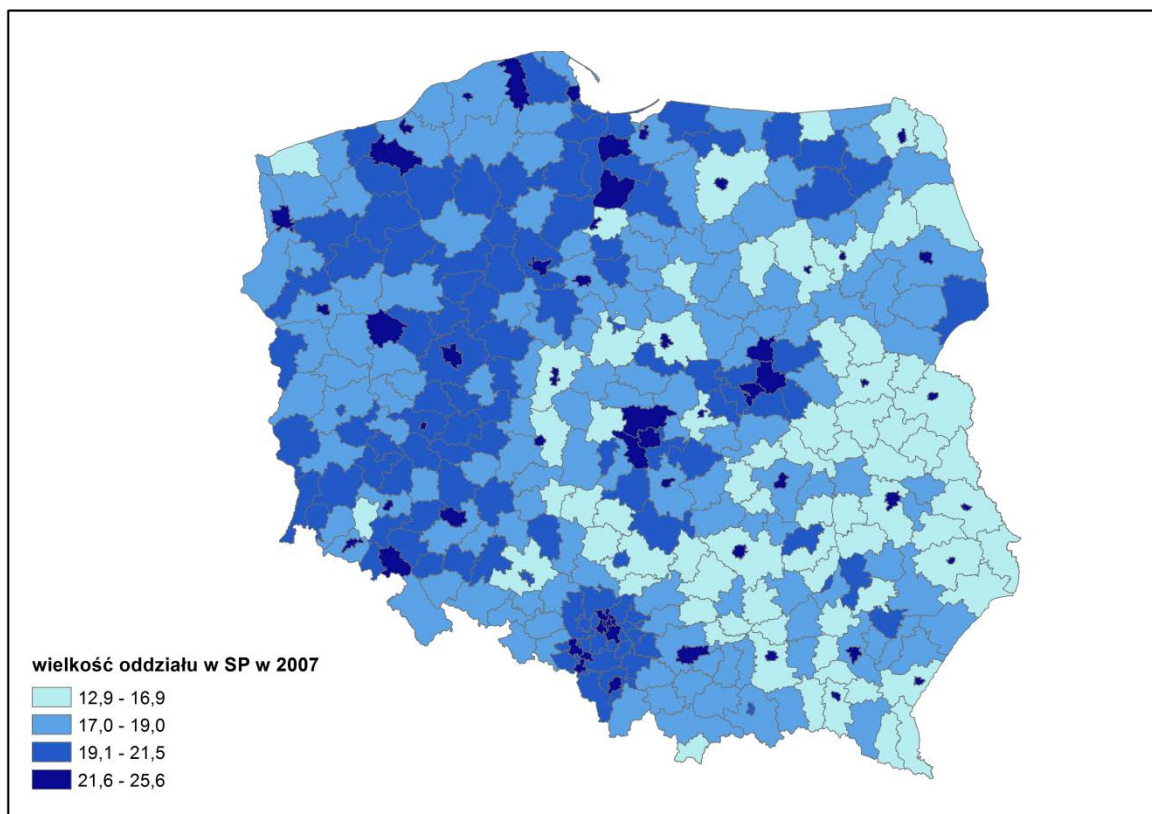 wielkość oddziału w SP w 2007
12,9 - 16,9
17,0 - 19,0
19,1 - 21,5
21,6 - 25,6